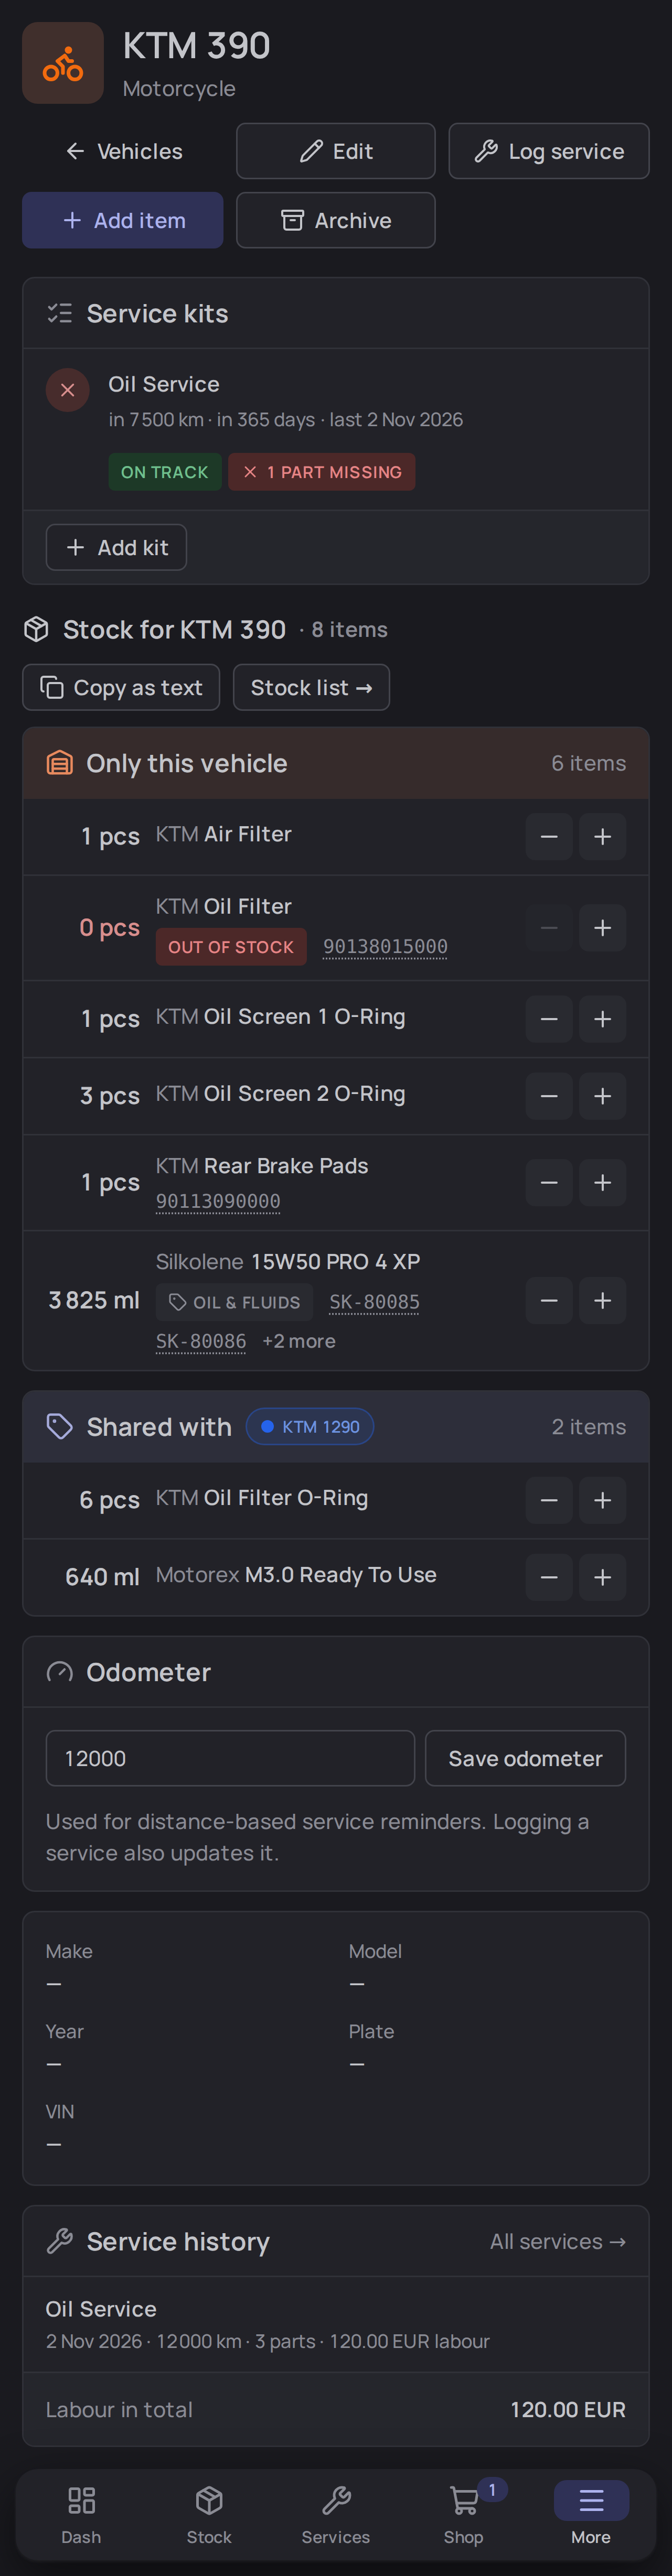 KTM 390
Motorcycle
← Vehicles
Edit
Log service
+ Add item
Archive
Service kits
Oil Service
in 7 500 km · in 365 days · last 2 Nov 2026
ON TRACK
× 1 PART MISSING
+ Add kit
Stock for KTM 390 · 8 items
Copy as text
Stock list →
Only this vehicle
6 items
1 pcs KTM Air Filter
0 pcs KTM Oil Filter
OUT OF STOCK 90138015000
1 pcs KTM Oil Screen 1 O-Ring
3 pcs KTM Oil Screen 2 O-Ring
1 pcs KTM Rear Brake Pads
90113090000
3 825 ml Silkolene 15W50 PRO 4 XP
OIL & FLUIDS SK-80085
SK-80086 +2 more
Shared with KTM 1290
2 items
6 pcs KTM Oil Filter O-Ring
640 ml Motorex M3.0 Ready To Use
Odometer
12000
Save odometer
Used for distance-based service reminders. Logging a
service also updates it.
Make
–
Model
–
Year
–
Plate
–
VIN
–
Service history
All services →
Oil Service
2 Nov 2026 · 12 000 km · 3 parts · 120.00 EUR labour
Labour in total
120.00 EUR
1
Dash
Stock
Services
Shop
More